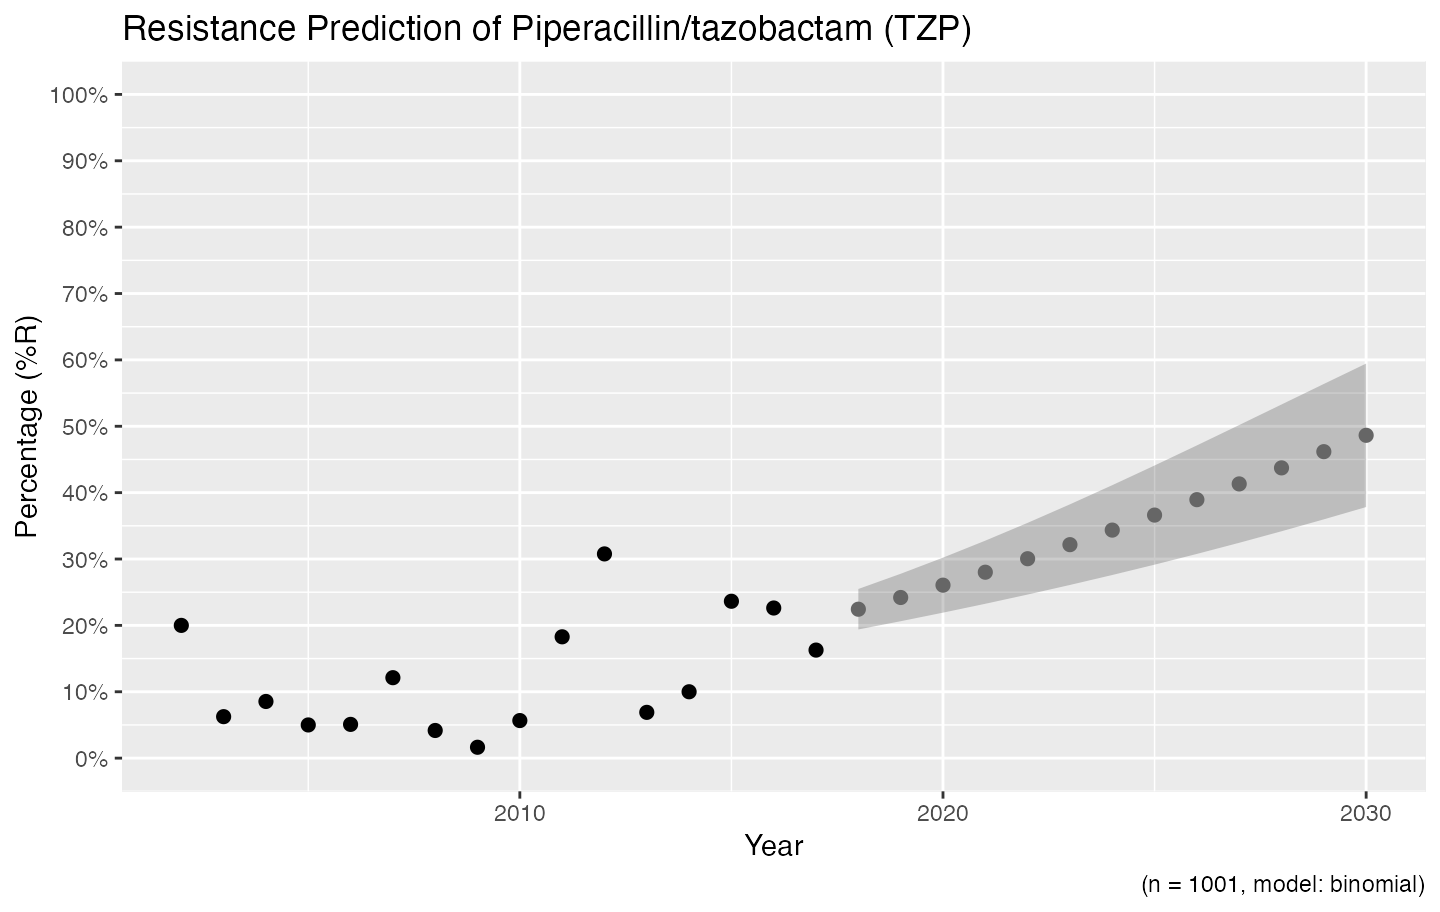 Resistance Prediction of Piperacillin/tazobactam (TZP)
Percentage (%R)
100%
90%
80%
70%
60%
50%
40%
30%
20%
10%
0%
2010 2020 2030
Year
(n = 1001, model: binomial)